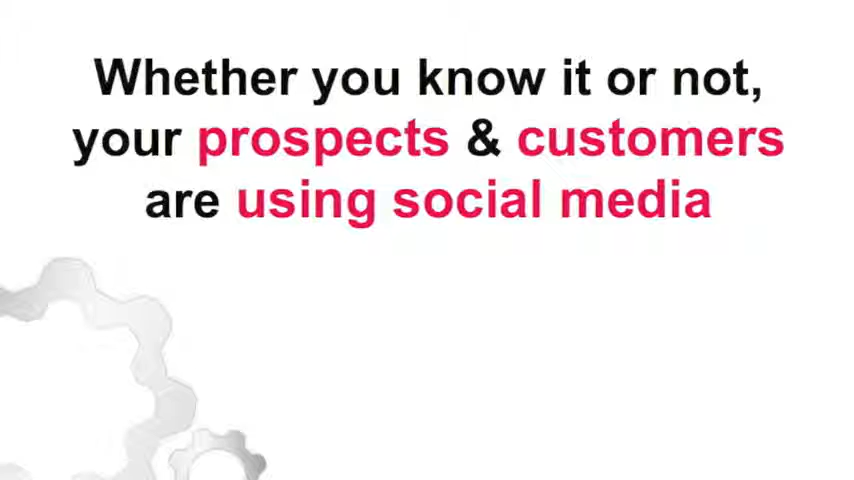 Whether you know it or not,
your prospects & customers
are using social media